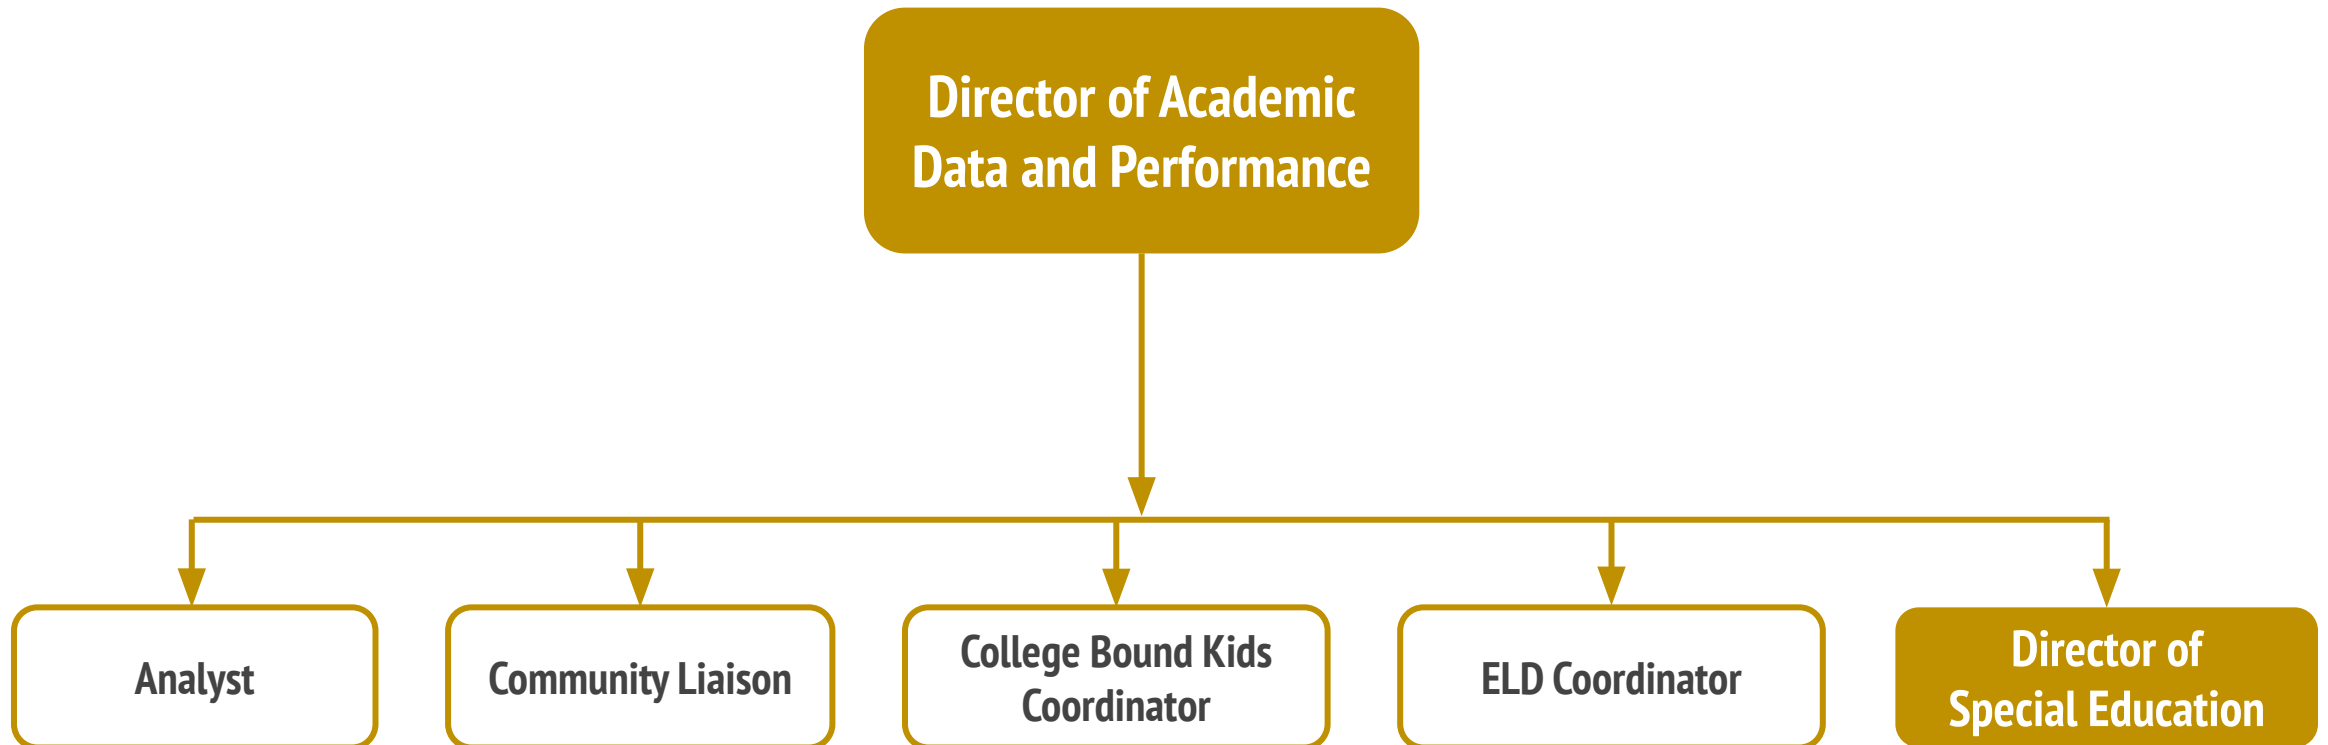 Director of Academic
Data and Performance
Analyst
Community Liaison
College Bound Kids
Coordinator
ELD Coordinator
Director of
Special Education